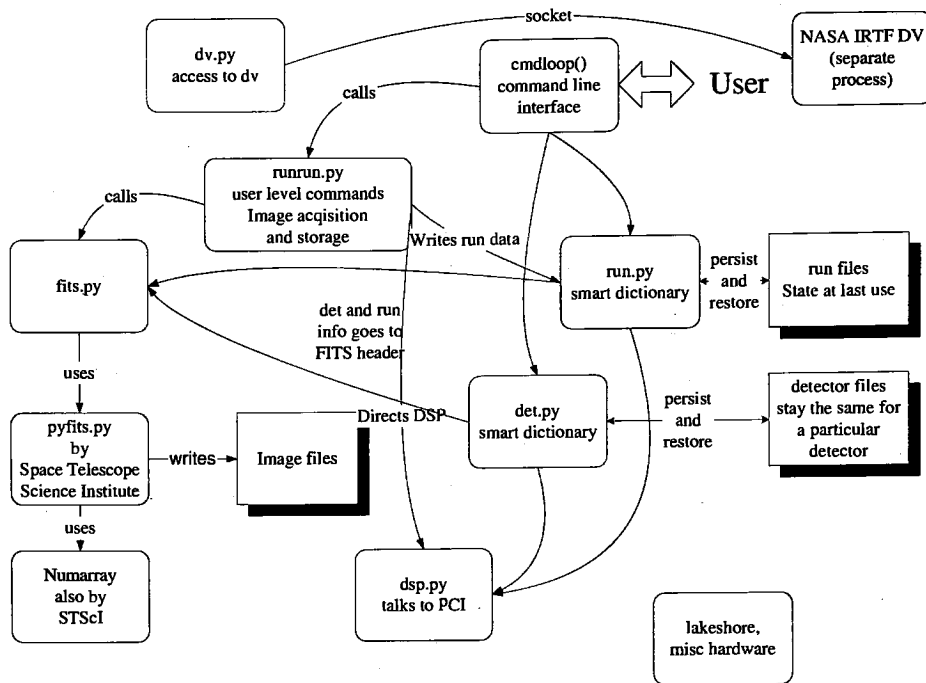 socket
dv.py
access to dv
NASA IRTF DV
(separate
process)
cmdloop()
command line
interface
User
calls
runrun.py
user level commands
Image acqisition
and storage
calls
Writes run data
fits.py
run.py
smart dictionary
persist
and
restore
run files
State at last use
det and run
info goes to
FITS header
uses
Directs DSP
det.py
smart dictionary
persist
and
restore
detector files
stay the same for
a particular
detector
pyfits.py
by
Space Telescope
Science Institute
writes
Image files
uses
Numarray
also by
STScI
dsp.py
talks to PCI
lakeshore,
misc hardware